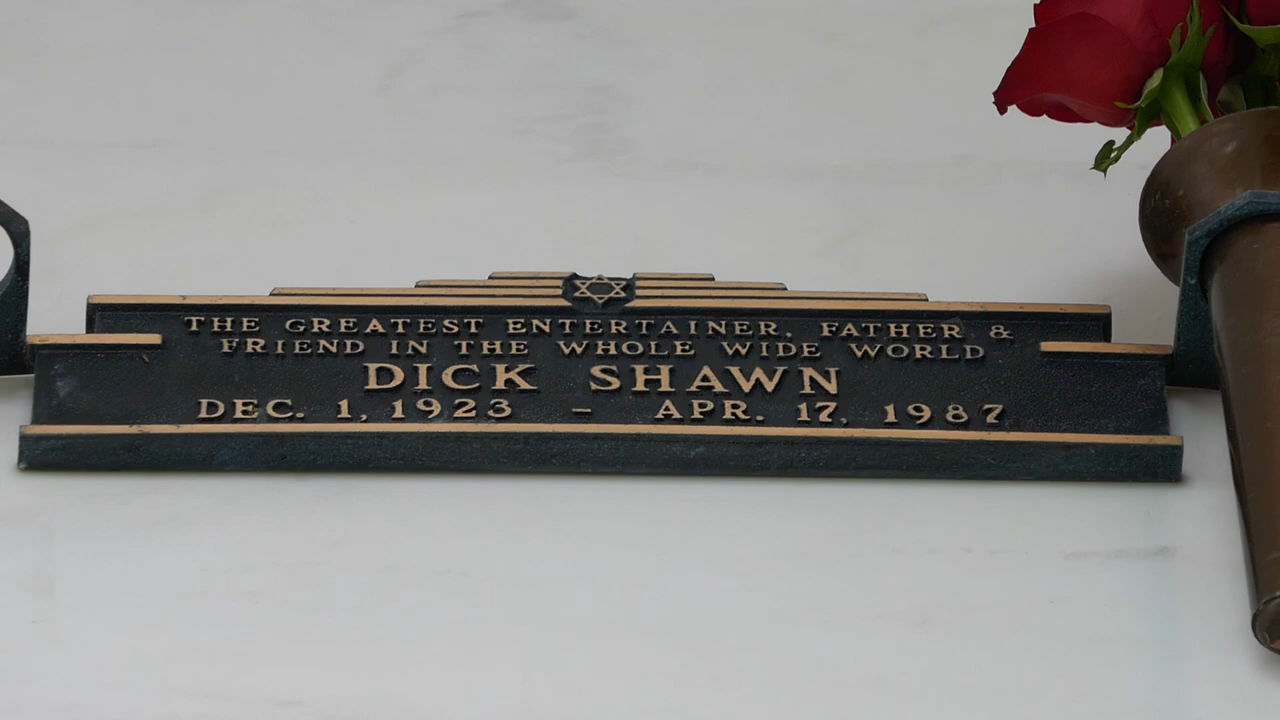 THE GREATEST ENTERTAINER, FATHER &
FRIEND IN THE WHOLE WIDE WORLD
DICK SHAWN
DEC. 1, 1923 – APR. 17, 1987